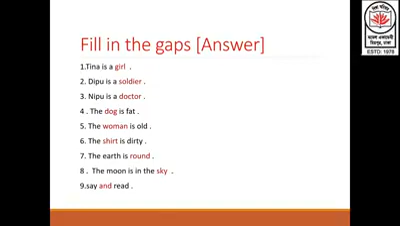 Fill in the gaps [Answer]
1.Tina is a girl .
2. Dipu is a soldier .
3. Nipu is a doctor .
4 . The dog is fat .
5. The woman is old .
6. The shirt is dirty .
7. The earth is round .
8 . The moon is in the sky .
9.say and read .
ESTD: 1978